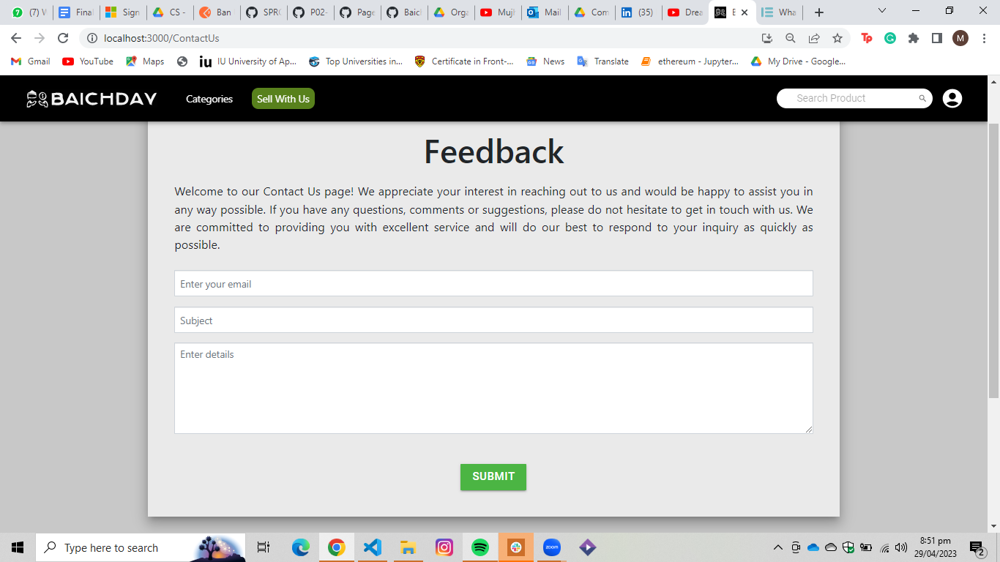 (7) W
Final
Sign
CS -
Ban
SPRO
P02-
Page
Baich
Orga
Mujh
Mail
Com
(35)
Drea
Wha
localhost:3000/ContactUs
Gmail YouTube Maps IU University of Ap... Top Universities in... Certificate in Front-... News Translate ethereum - Jupyter... My Drive - Google...
BAICHDAY Categories Sell With Us Search Product
Feedback
Welcome to our Contact Us page! We appreciate your interest in reaching out to us and would be happy to assist you in
any way possible. If you have any questions, comments or suggestions, please do not hesitate to get in touch with us. We
are committed to providing you with excellent service and will do our best to respond to your inquiry as quickly as
possible.
Enter your email
Subject
Enter details
SUBMIT
Type here to search
zoom
8:51 pm
29/04/2023
2